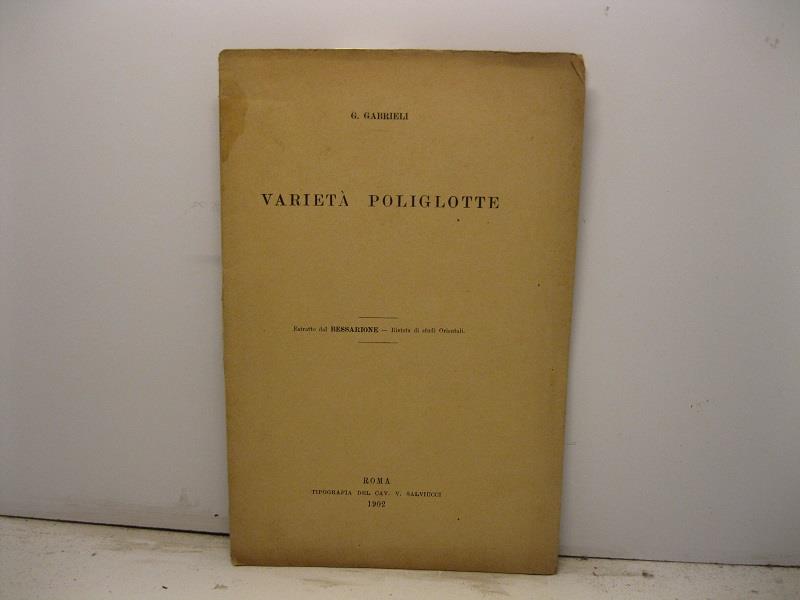 G. GABRIELI
VARIETÀ POLIGLOTTE
Estratto dal BESSARIONE — Rivista di studi Orientali.
ROMA
TIPOGRAFIA DEL CAV. V. SALVIUCCI
1902